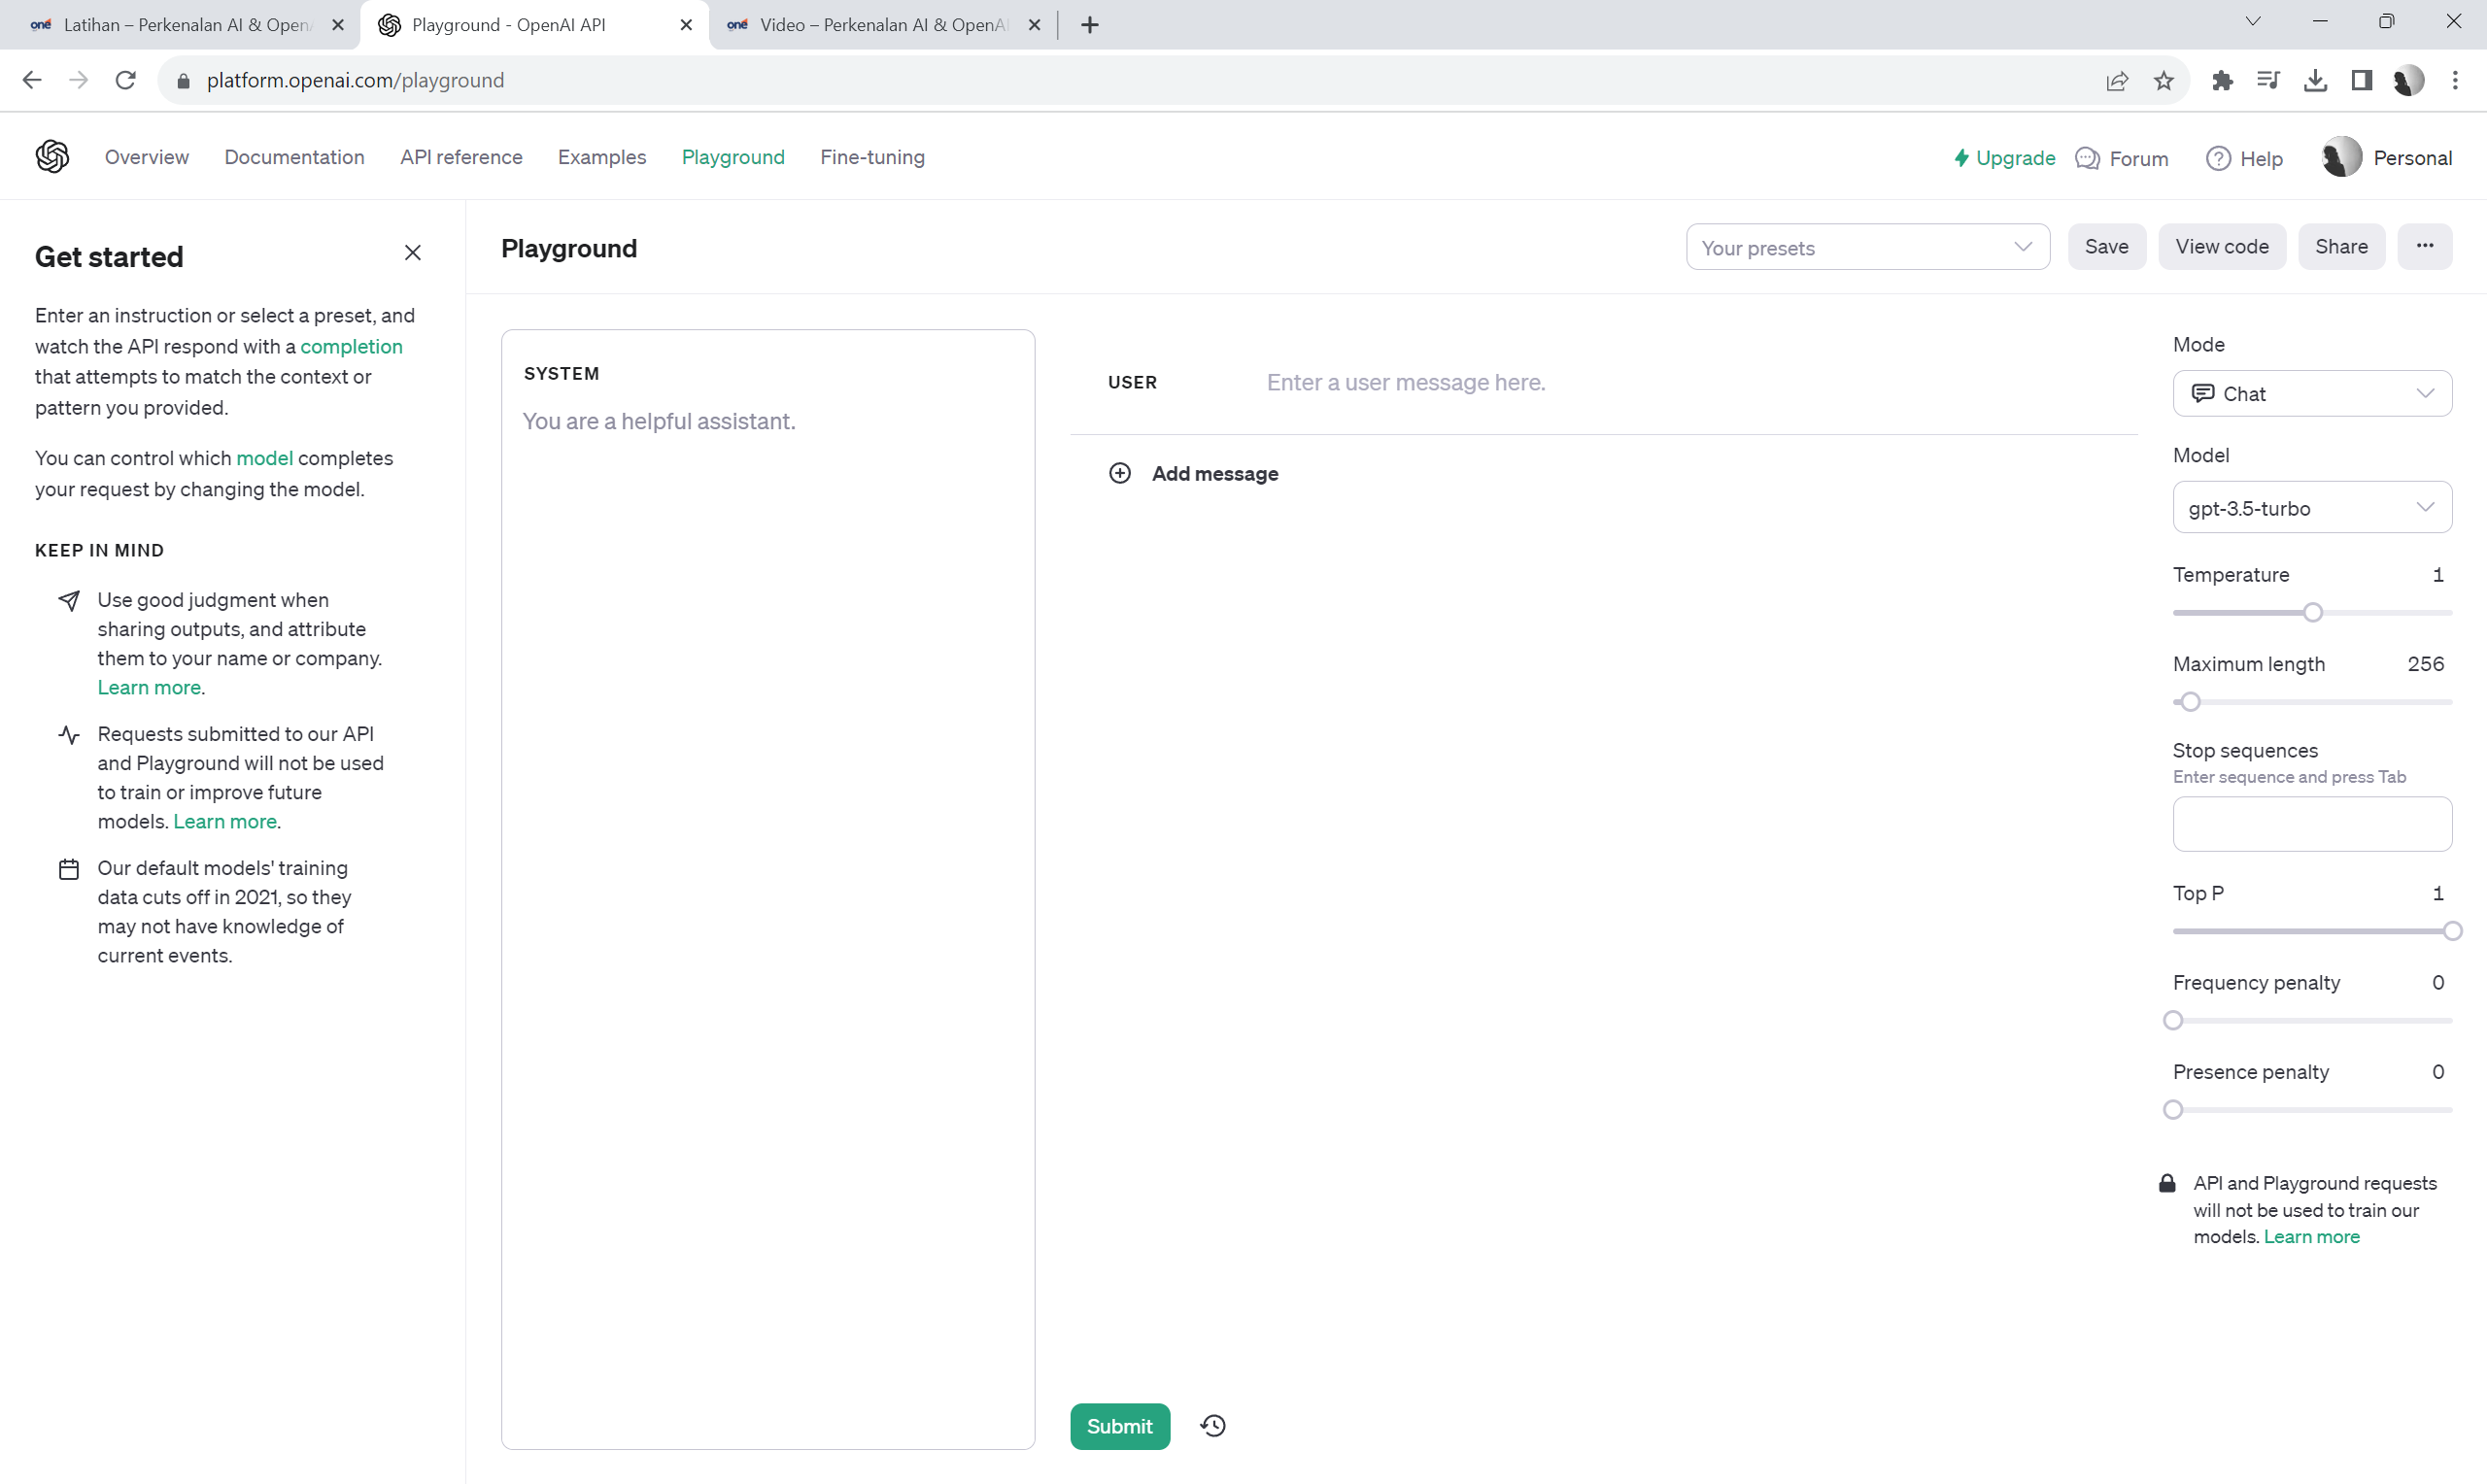 one Latihan – Perkenalan AI & Open
Playground - OpenAI API
one Video – Perkenalan AI & OpenA
platform.openai.com/playground
Overview
Documentation
API reference
Examples
Playground
Fine-tuning
Upgrade
Forum
Help
Personal
Get started
Enter an instruction or select a preset, and
watch the API respond with a completion
that attempts to match the context or
pattern you provided.
You can control which model completes
your request by changing the model.
KEEP IN MIND
Use good judgment when
sharing outputs, and attribute
them to your name or company.
Learn more.
Requests submitted to our API
and Playground will not be used
to train or improve future
models. Learn more.
Our default models' training
data cuts off in 2021, so they
may not have knowledge of
current events.
Playground
Your presets
Save
View code
Share
SYSTEM
You are a helpful assistant.
USER
Enter a user message here.
Add message
Submit
Mode
Chat
Model
gpt-3.5-turbo
Temperature 1
Maximum length 256
Stop sequences
Enter sequence and press Tab
Top P 1
Frequency penalty 0
Presence penalty 0
API and Playground requests
will not be used to train our
models. Learn more